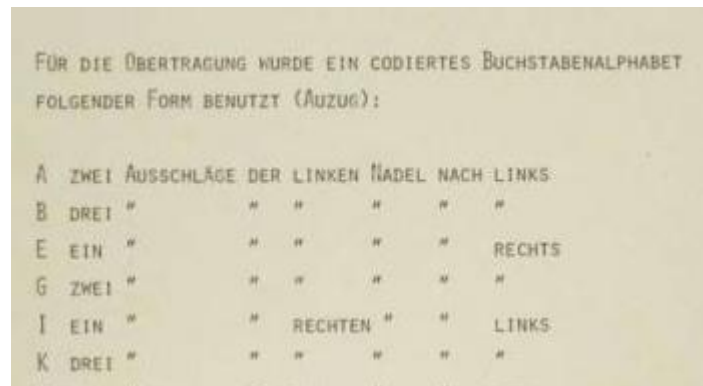 FÜR DIE ÜBERTRAGUNG WURDE EIN CODIERTES BUCHSTABENALPHABET
FOLGENDER FORM BENUTZT (AUZUG):
A ZWEI AUSSCHLÄGE DER LINKEN NADEL NACH LINKS
B DREI " " " " " "
E EIN " " " " " RECHTS
G ZWEI " " " " " "
I EIN " " RECHTEN " " LINKS
K DREI " " " " " "